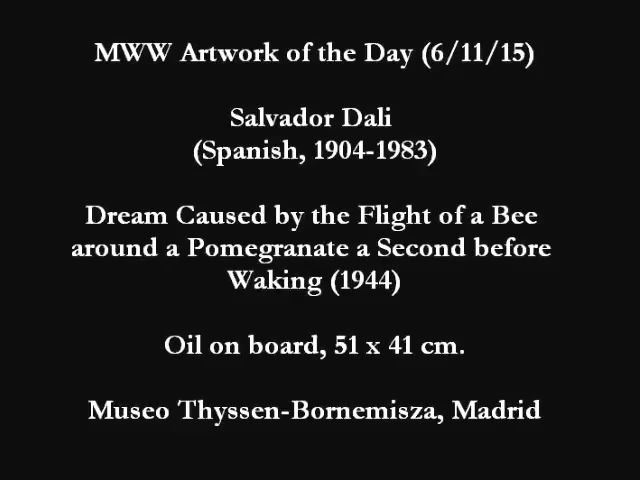 MWW Artwork of the Day (6/11/15)
Salvador Dali
(Spanish, 1904-1983)
Dream Caused by the Flight of a Bee
around a Pomegranate a Second before
Waking (1944)
Oil on board, 51 x 41 cm.
Museo Thyssen-Bornemisza, Madrid